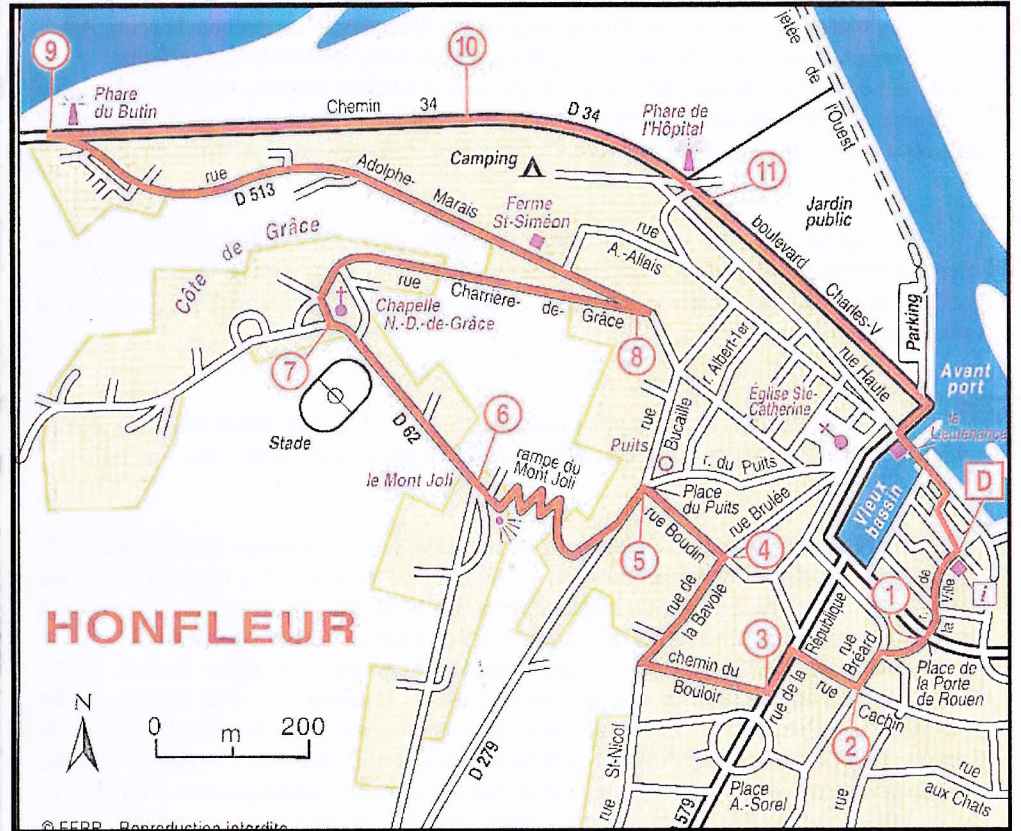 9
10
Phare
du Butin
Chemin 34
D 34
Phare de
l'Hôpital
jetée de l'Ouest
Camping
11
rue Adolphe-Marais
D 513
Ferme
St-Siméon
Jardin
public
boulevard Charles-V
Côte de Grâce
rue A.-Allais
rue Charrière-de-Grâce
Chapelle
N.-D.-de-Grâce
Parking
7
8
r. Albert-1er
rue Haute
Avant
port
Église Ste-
Catherine
la
Lieutenance
Stade
D 62
6
rue Bucaille
Puits
r. du Puits
D
le Mont Joli
rampe du
Mont Joli
Place
du Puits
rue Brulée
Vieux
bassin
5
rue Boudin
4
i
r. de
la Ville
1
HONFLEUR
rue de
la Bavole
3
rue de la République
rue
Bréard
chemin du
Bouloir
Place de
la Porte
de Rouen
rue Cachin
2
N
0 m 200
D 279
rue St-Nicol
Place
A.-Sorel
579
rue
rue
aux Chats
© FFRP - Reproduction interdite